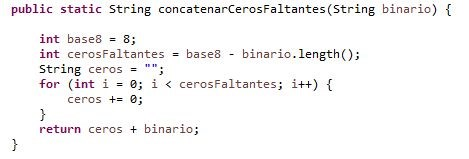 public static String concatenarCerosFaltantes(String binario) {
int base8 = 8;
int cerosFaltantes = base8 - binario.length();
String ceros = "";
for (int i = 0; i < cerosFaltantes; i++) {
ceros += 0;
}
return ceros + binario;
}